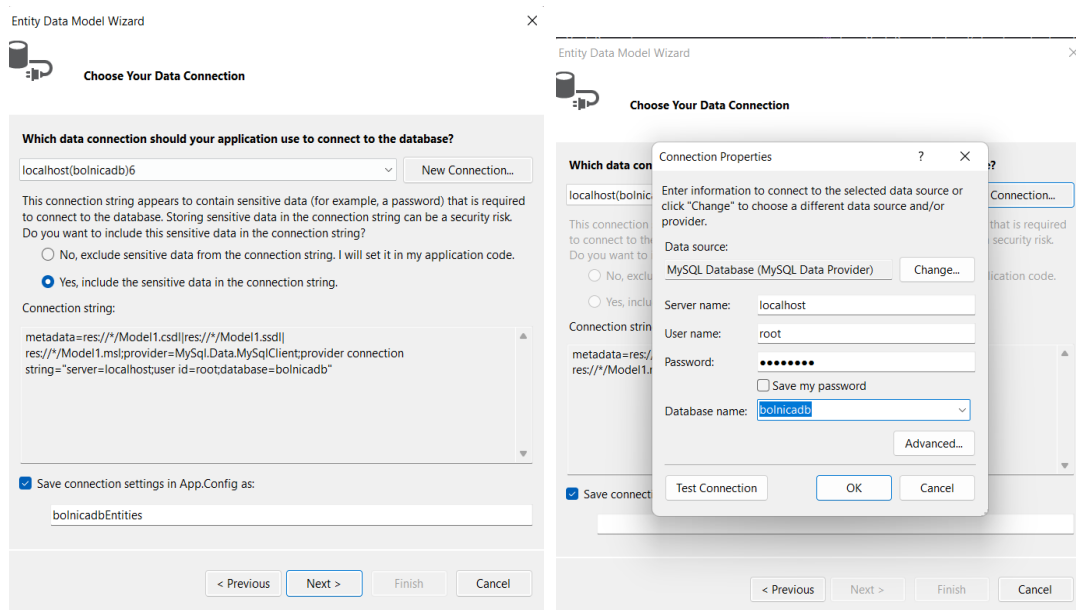 Entity Data Model Wizard
Choose Your Data Connection
Which data connection should your application use to connect to the database?
localhost(bolnicadb)6
New Connection...
This connection string appears to contain sensitive data (for example, a password) that is required
to connect to the database. Storing sensitive data in the connection string can be a security risk.
Do you want to include this sensitive data in the connection string?
No, exclude sensitive data from the connection string. I will set it in my application code.
Yes, include the sensitive data in the connection string.
Connection string:
metadata=res://*/Model1.csdl|res://*/Model1.ssdl|
res://*/Model1.msl;provider=MySql.Data.MySqlClient;provider connection
string="server=localhost;user id=root;database=bolnicadb"
Save connection settings in App.Config as:
bolnicadbEntities
< Previous
Next >
Finish
Cancel
Entity Data Model Wizard
Choose Your Data Connection
Which data con
e?
localhost(bolnic
Connection...
This connection
that is required
to connect to the
security risk.
Do you want to
No, exclu
lication code.
Yes, inclu
Connection strin
metadata=res:/
res://*/Model1.r
Save connect
< Previous
Next >
Finish
Cancel
Connection Properties
?
Enter information to connect to the selected data source or
click "Change" to choose a different data source and/or
provider.
Data source:
MySQL Database (MySQL Data Provider)
Change...
Server name:
localhost
User name:
root
Password:
●●●●●●●●
Save my password
Database name:
bolnicadb
Advanced...
Test Connection
OK
Cancel